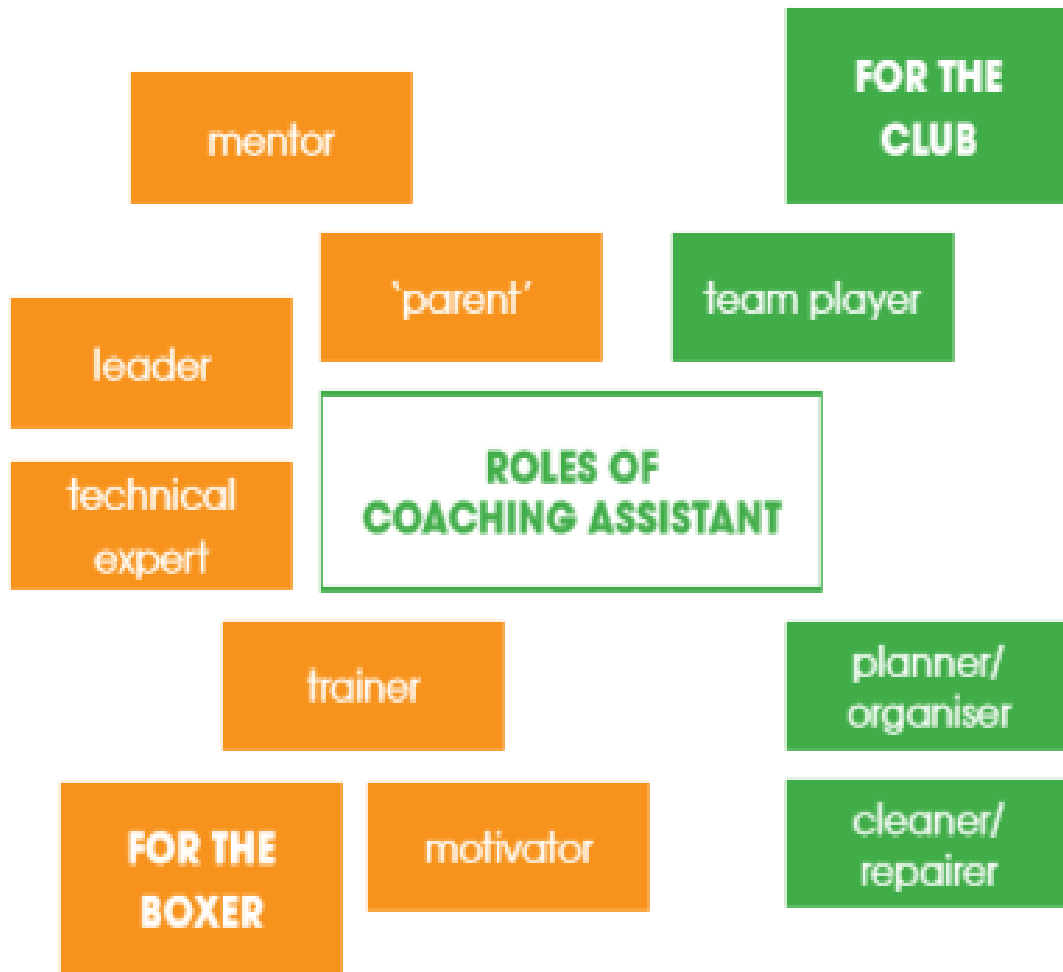 FOR THE
CLUB
mentor
‘parent’
team player
leader
ROLES OF
COACHING ASSISTANT
technical
expert
trainer
planner/
organiser
FOR THE
BOXER
motivator
cleaner/
repairer